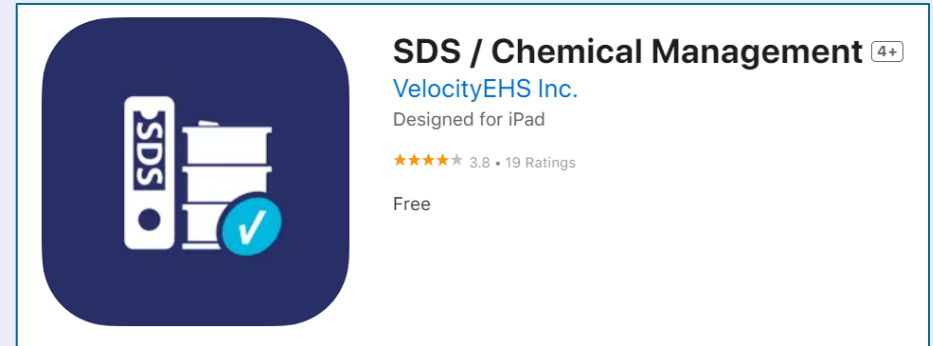 SDS
SDS / Chemical Management 4+
VelocityEHS Inc.
Designed for iPad
3.8 • 19 Ratings
Free